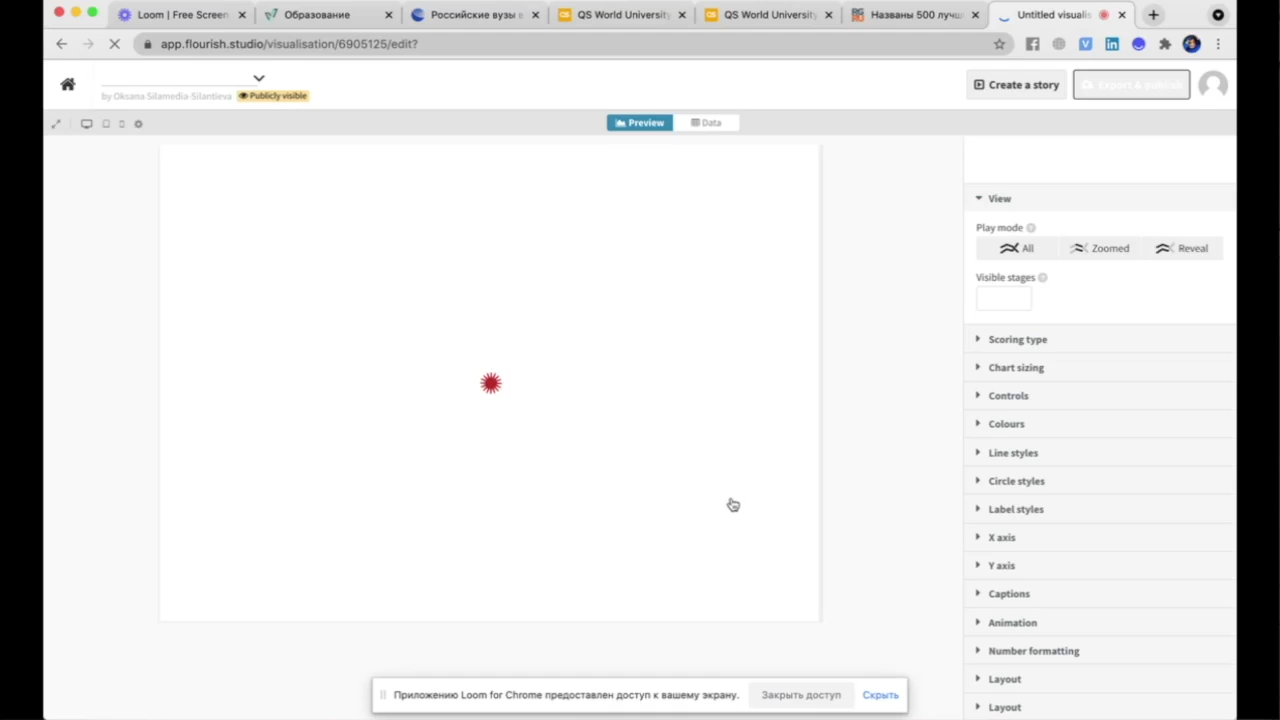 Loom | Free Screen
Образование
Российские вузы в
QS World University
QS World University
Названы 500 лучш
Untitled visualis
app.flourish.studio/visualisation/6905125/edit?
by Oksana Silamedia-Silantieva
Publicly visible
Create a story
Export & publish
Preview
Data
View
Play mode
All
Zoomed
Reveal
Visible stages
Scoring type
Chart sizing
Controls
Colours
Line styles
Circle styles
Label styles
X axis
Y axis
Captions
Animation
Number formatting
Layout
Layout
Приложению Loom for Chrome предоставлен доступ к вашему экрану.
Закрыть доступ
Скрыть